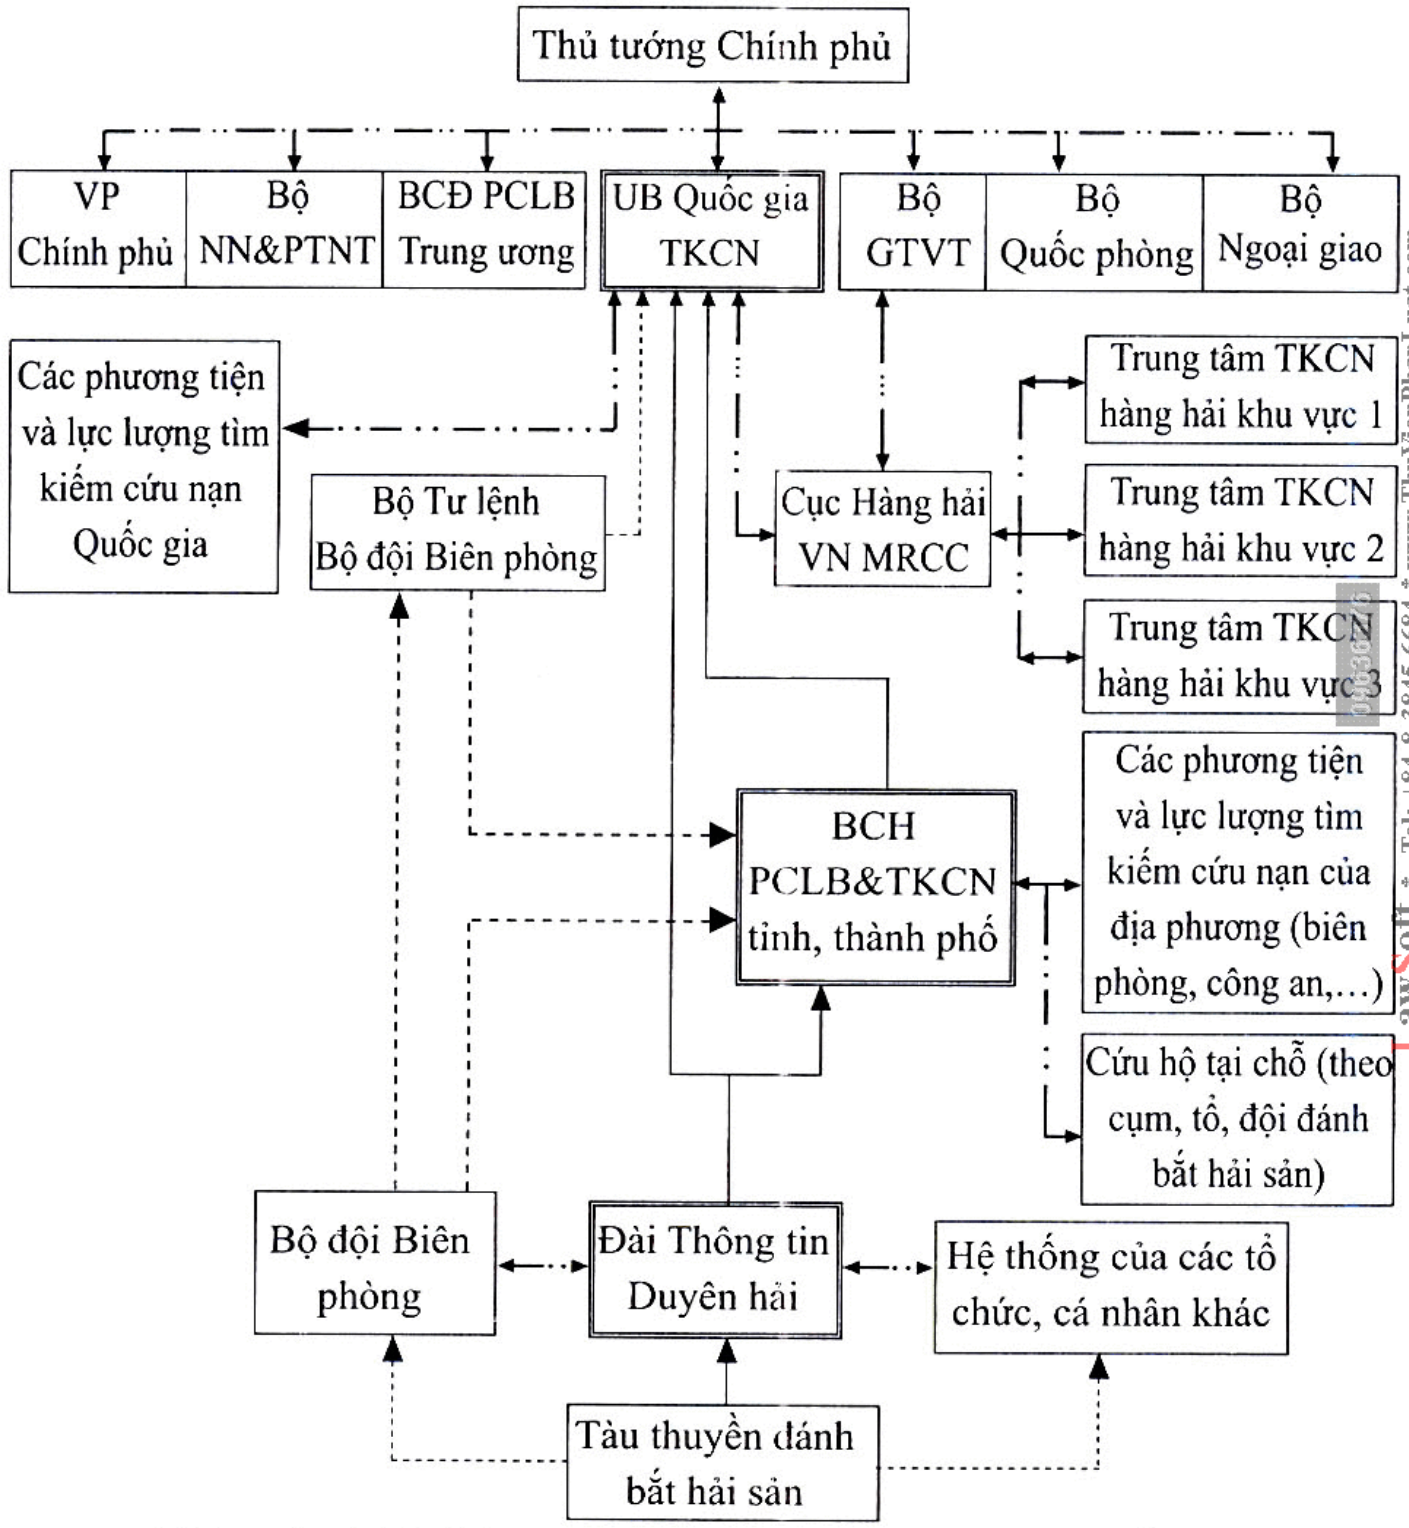 Thủ tướng Chính phủ
VP
Chính phủ
Bộ
NN&PTNT
BCĐ PCLB
Trung ương
UB Quốc gia
TKCN
Bộ
GTVT
Bộ
Quốc phòng
Bộ
Ngoại giao
Các phương tiện
và lực lượng tìm
kiếm cứu nạn
Quốc gia
Bộ Tư lệnh
Bộ đội Biên phòng
Cục Hàng hải
VN MRCC
Trung tâm TKCN
hàng hải khu vực 1
Trung tâm TKCN
hàng hải khu vực 2
Trung tâm TKCN
hàng hải khu vực 3
BCH
PCLB&TKCN
tỉnh, thành phố
Các phương tiện
và lực lượng tìm
kiếm cứu nạn của
địa phương (biên
phòng, công an,...)
Cứu hộ tại chỗ (theo
cụm, tổ, đội đánh
bắt hải sản)
Bộ đội Biên
phòng
Đài Thông tin
Duyên hải
Hệ thống của các tổ
chức, cá nhân khác
Tàu thuyền đánh
bắt hải sản
09636776